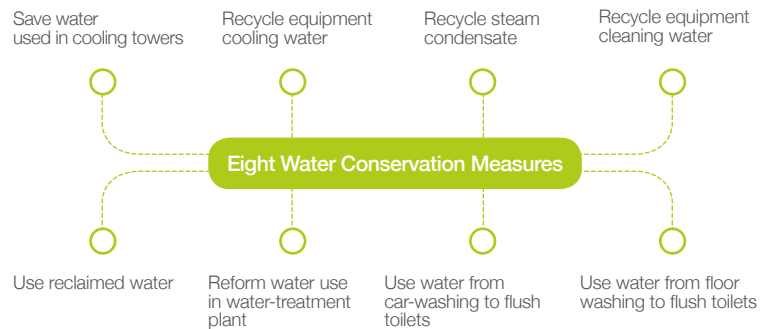 Save water
used in cooling towers
Recycle equipment
cooling water
Recycle steam
condensate
Recycle equipment
cleaning water
Eight Water Conservation Measures
Use reclaimed water
Reform water use
in water-treatment
plant
Use water from
car-washing to flush
toilets
Use water from floor
washing to flush toilets